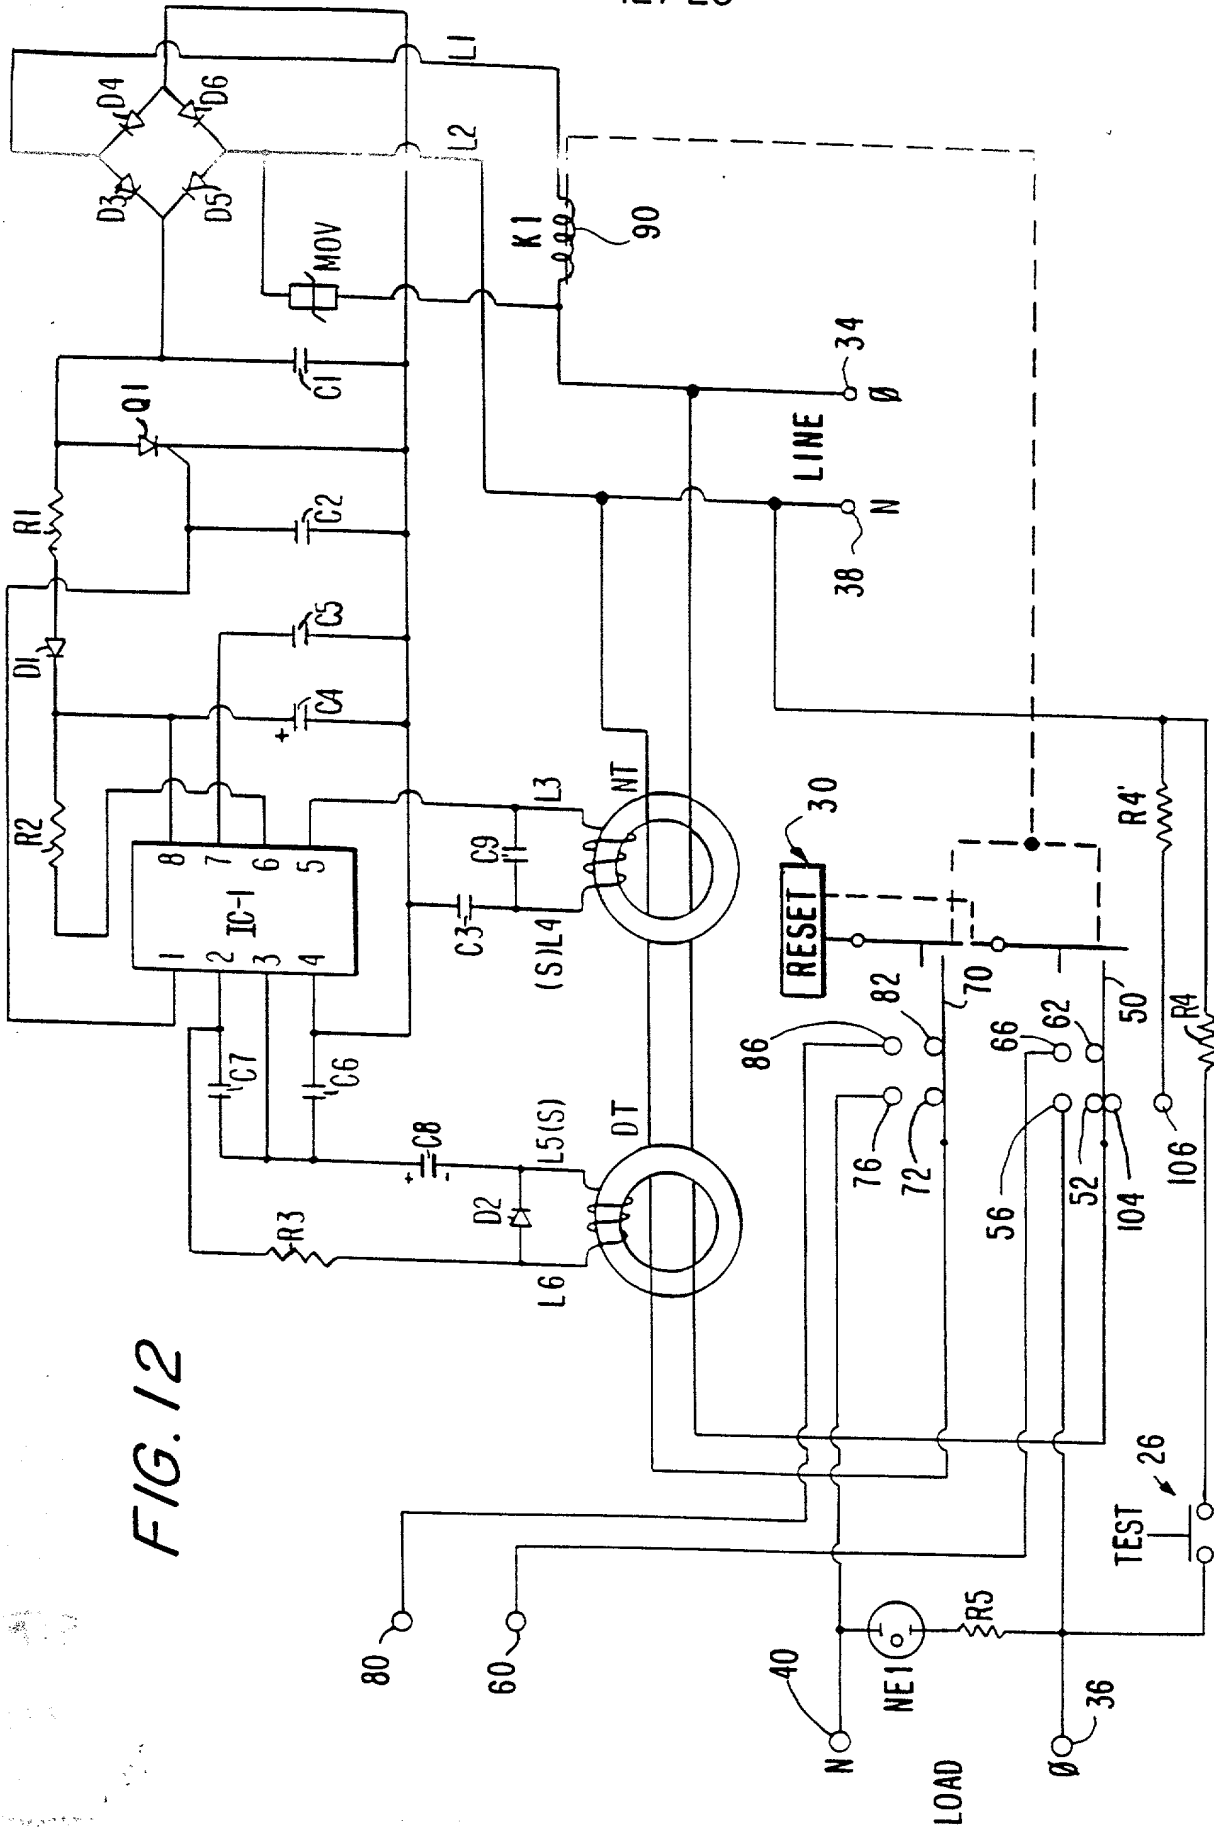 FIG. 12
L1
L2
D4
D6
D3
D5
MOV
K1
90
C1
Q1
R1
C2
D1
C5
C4
+
R2
8
7
6
5
IC-1
1
2
3
4
C7
C6
R3
C8
+
-
D2
L5(S)
L6
C3
C9
L3
(S)L4
NT
DT
34
Ø
LINE
N
38
RESET
30
86
82
70
76
72
66
62
50
56
52
104
106
R4'
R4
TEST
26
80
60
40
N
NE1
R5
LOAD
Ø
36